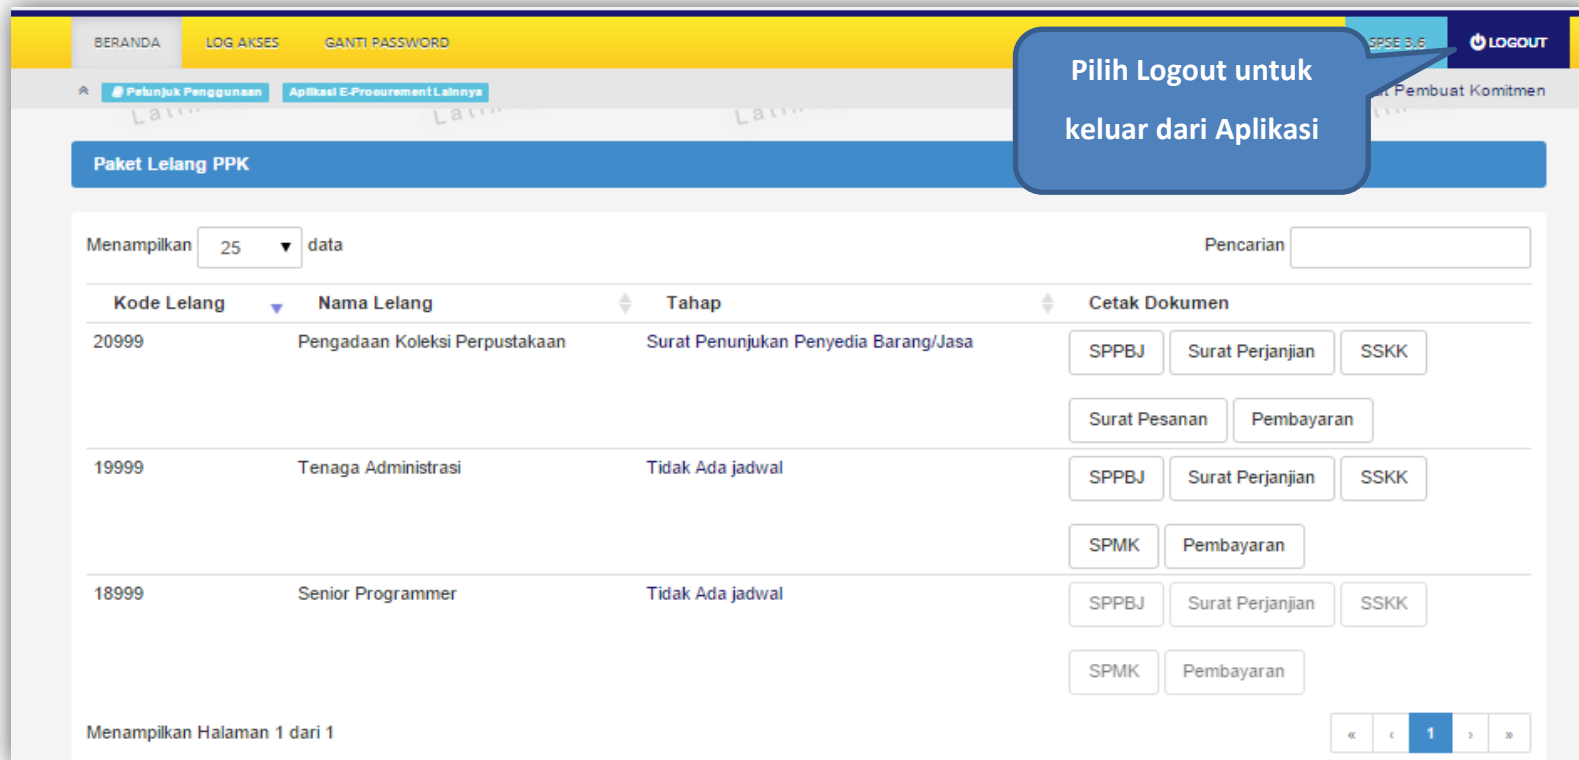 BERANDA LOG AKSES GANTI PASSWORD SPSE 3.6 LOGOUT
Pilih Logout untuk
keluar dari Aplikasi
Petunjuk Penggunaan Aplikasi E-Procurement Lainnya Pembuat Komitmen
Paket Lelang PPK
Menampilkan 25 data Pencarian
Kode Lelang Nama Lelang Tahap Cetak Dokumen
20999 Pengadaan Koleksi Perpustakaan Surat Penunjukan Penyedia Barang/Jasa SPPBJ Surat Perjanjian SSKK
Surat Pesanan Pembayaran
19999 Tenaga Administrasi Tidak Ada jadwal SPPBJ Surat Perjanjian SSKK
SPMK Pembayaran
18999 Senior Programmer Tidak Ada jadwal SPPBJ Surat Perjanjian SSKK
SPMK Pembayaran
Menampilkan Halaman 1 dari 1 « ‹ 1 › »